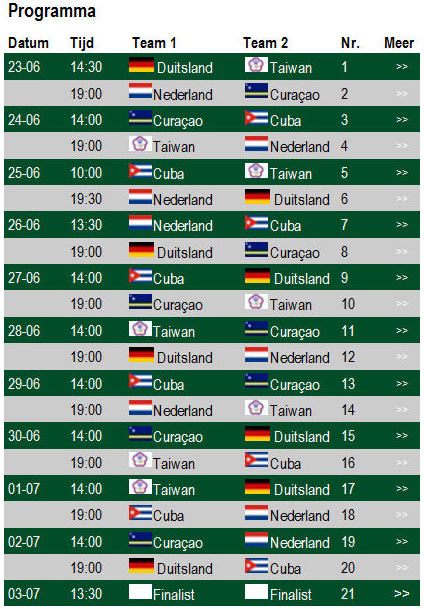 Programma
Datum Tijd Team 1 Team 2 Nr. Meer
23-06 14:30 Duitsland Taiwan 1 >>
19:00 Nederland Curaçao 2 >>
24-06 14:00 Curaçao Cuba 3 >>
19:00 Taiwan Nederland 4 >>
25-06 10:00 Cuba Taiwan 5 >>
19:30 Nederland Duitsland 6 >>
26-06 13:30 Nederland Cuba 7 >>
19:00 Duitsland Curaçao 8 >>
27-06 14:00 Cuba Duitsland 9 >>
19:00 Curaçao Taiwan 10 >>
28-06 14:00 Taiwan Curaçao 11 >>
19:00 Duitsland Nederland 12 >>
29-06 14:00 Cuba Curaçao 13 >>
19:00 Nederland Taiwan 14 >>
30-06 14:00 Curaçao Duitsland 15 >>
19:00 Taiwan Cuba 16 >>
01-07 14:00 Taiwan Duitsland 17 >>
19:00 Cuba Nederland 18 >>
02-07 14:00 Curaçao Nederland 19 >>
19:00 Duitsland Cuba 20 >>
03-07 13:30 Finalist Finalist 21 >>